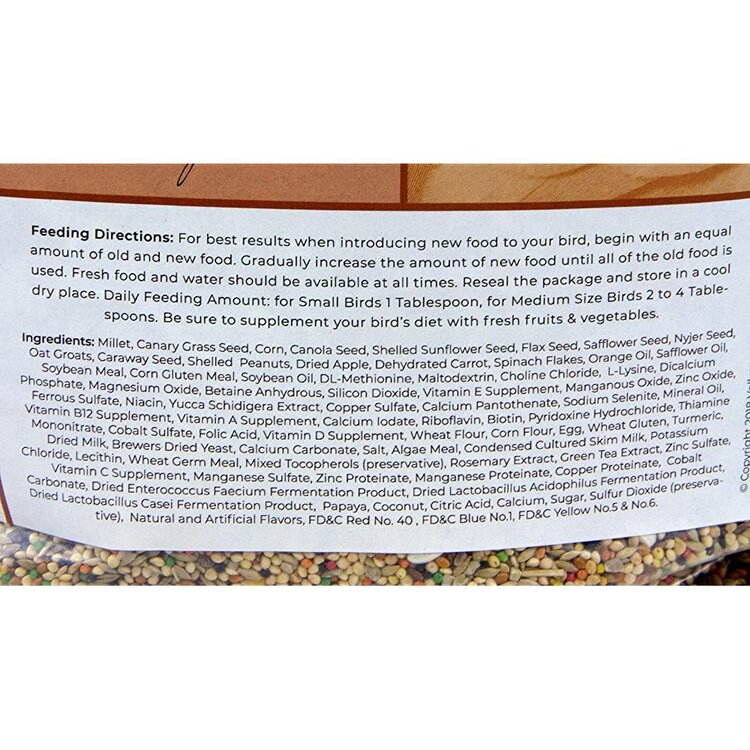 Feeding Directions: For best results when introducing new food to your bird, begin with an equal
amount of old and new food. Gradually increase the amount of new food until all of the old food is
used. Fresh food and water should be available at all times. Reseal the package and store in a cool
dry place. Daily Feeding Amount: for Small Birds 1 Tablespoon, for Medium Size Birds 2 to 4 Table-
spoons. Be sure to supplement your bird's diet with fresh fruits & vegetables.
Ingredients: Millet, Canary Grass Seed, Corn, Canola Seed, Shelled Sunflower Seed, Flax Seed, Safflower Seed, Nyjer Seed,
Oat Groats, Caraway Seed, Shelled Peanuts, Dried Apple, Dehydrated Carrot, Spinach Flakes, Orange Oil, Safflower Oil,
Soybean Meal, Corn Gluten Meal, Soybean Oil, DL-Methionine, Maltodextrin, Choline Chloride, L-Lysine, Dicalcium
Phosphate, Magnesium Oxide, Betaine Anhydrous, Silicon Dioxide, Vitamin E Supplement, Manganous Oxide, Zinc Oxide,
Ferrous Sulfate, Niacin, Yucca Schidigera Extract, Copper Sulfate, Calcium Pantothenate, Sodium Selenite, Mineral Oil,
Vitamin B12 Supplement, Vitamin A Supplement, Calcium Iodate, Riboflavin, Biotin, Pyridoxine Hydrochloride, Thiamine
Mononitrate, Cobalt Sulfate, Folic Acid, Vitamin D Supplement, Wheat Flour, Corn Flour, Egg, Wheat Gluten, Turmeric,
Dried Milk, Brewers Dried Yeast, Calcium Carbonate, Salt, Algae Meal, Condensed Cultured Skim Milk, Potassium
Chloride, Lecithin, Wheat Germ Meal, Mixed Tocopherols (preservative), Rosemary Extract, Green Tea Extract, Zinc Sulfate,
Vitamin C Supplement, Manganese Sulfate, Zinc Proteinate, Manganese Proteinate, Copper Proteinate, Cobalt
Carbonate, Dried Enterococcus Faecium Fermentation Product, Dried Lactobacillus Acidophilus Fermentation Product,
Dried Lactobacillus Casei Fermentation Product, Papaya, Coconut, Citric Acid, Calcium, Sugar, Sulfur Dioxide (preserva-
tive), Natural and Artificial Flavors, FD&C Red No. 40 , FD&C Blue No.1, FD&C Yellow No.5 & No.6.
© Copyright